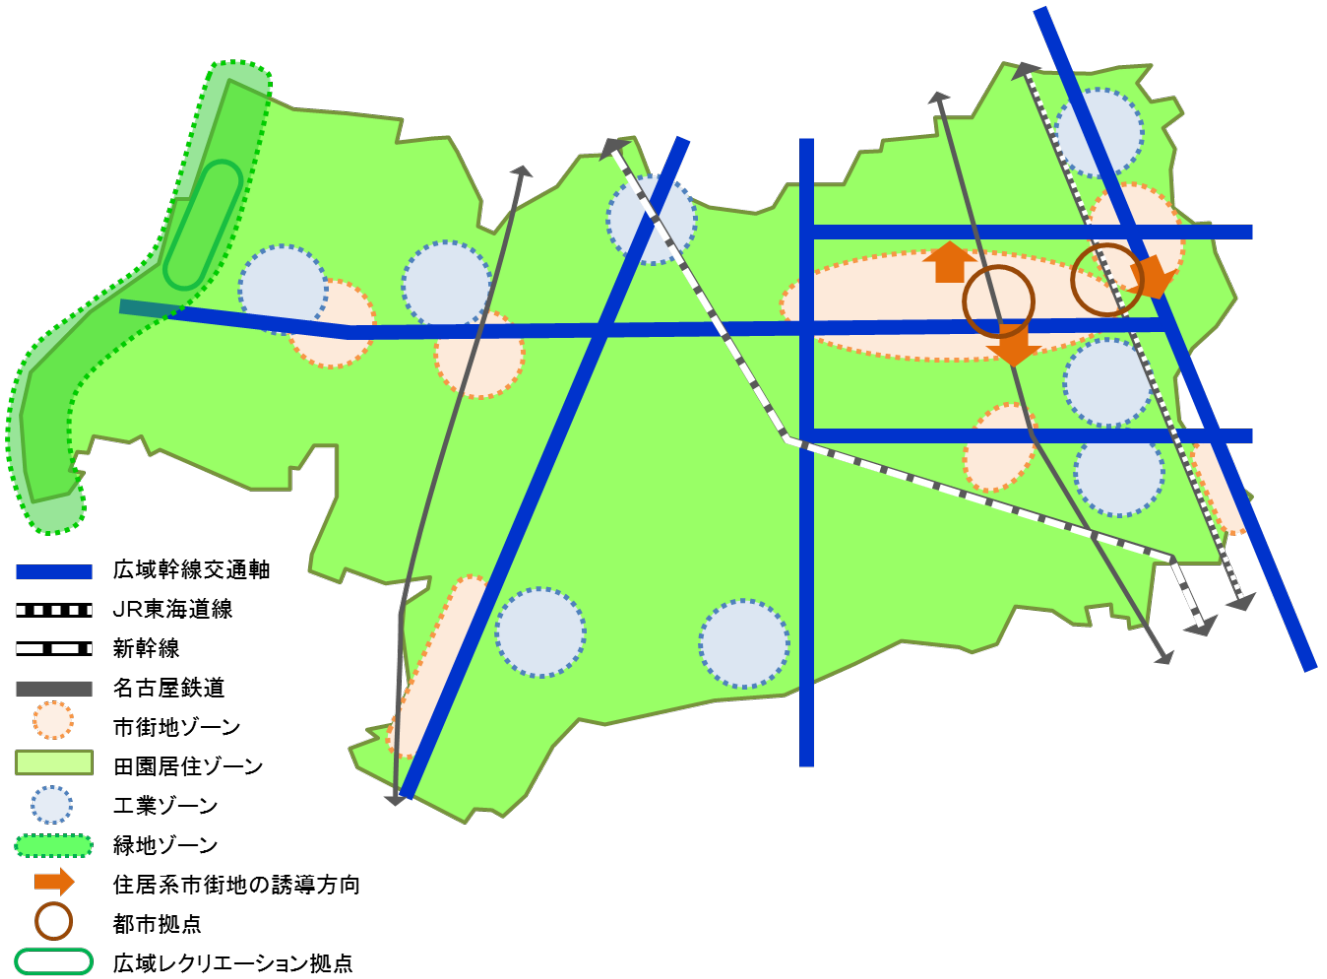 広域幹線交通軸
JR東海道線
新幹線
名古屋鉄道
市街地ゾーン
田園居住ゾーン
工業ゾーン
緑地ゾーン
住居系市街地の誘導方向
都市拠点
広域レクリエーション拠点